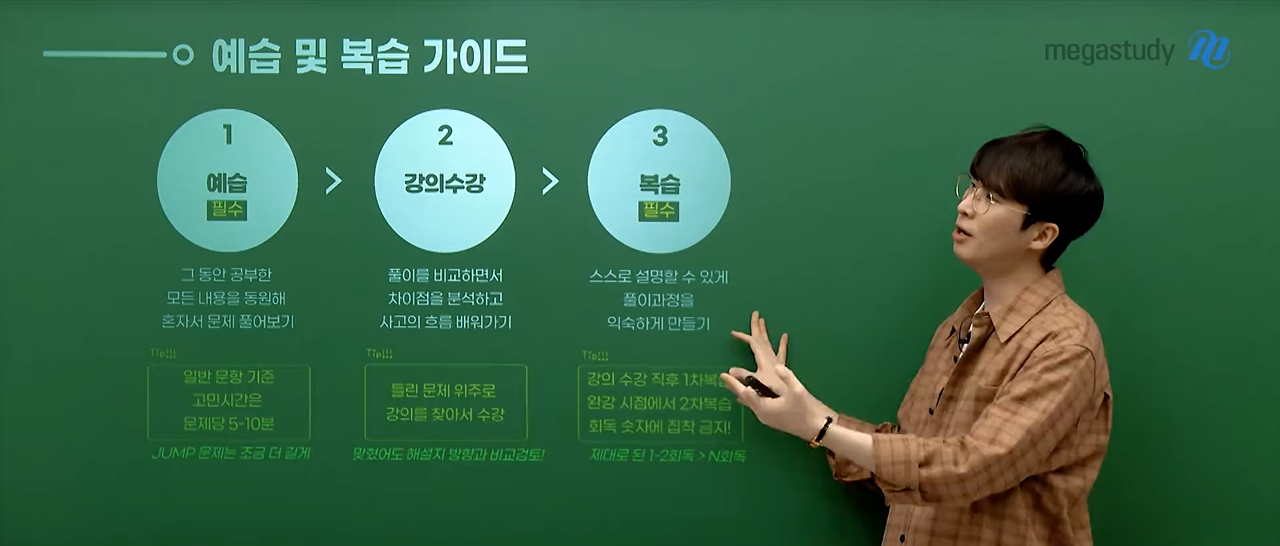 예습 및 복습 가이드
megastudy
1
예습
필수
그 동안 공부한
모든 내용을 동원해
혼자서 문제 풀어보기
Tip!!!
일반 문항 기준
고민시간은
문제당 5-10분
JUMP 문제는 조금 더 길게
>
2
강의수강
풀이를 비교하면서
차이점을 분석하고
사고의 흐름 배워가기
Tip!!!
틀린 문제 위주로
강의를 찾아서 수강
맞혔어도 해설지 방향과 비교검토!
>
3
복습
필수
스스로 설명할 수 있게
풀이과정을
익숙하게 만들기
Tip!!!
강의 수강 직후 1차복습
완강 시점에서 2차복습
회독 숫자에 집착 금지!
제대로 된 1-2회독 > N회독